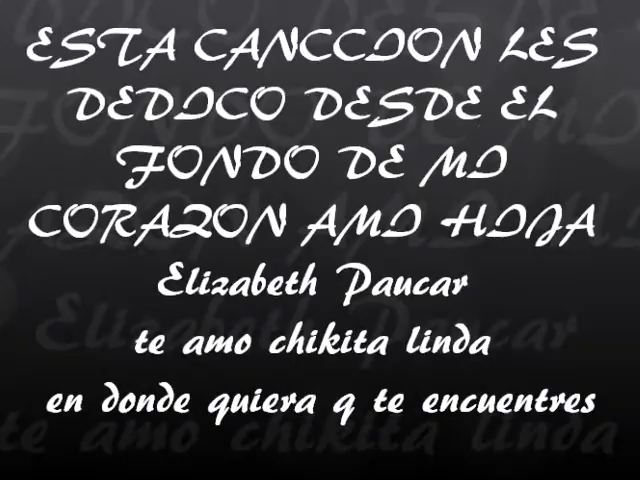 ESTA CANCCION LES
DEDICO DESDE EL
FONDO DE MI
CORAZON AMI HIJA
Elizabeth Paucar
te amo chikita linda
en donde quiera q te encuentres